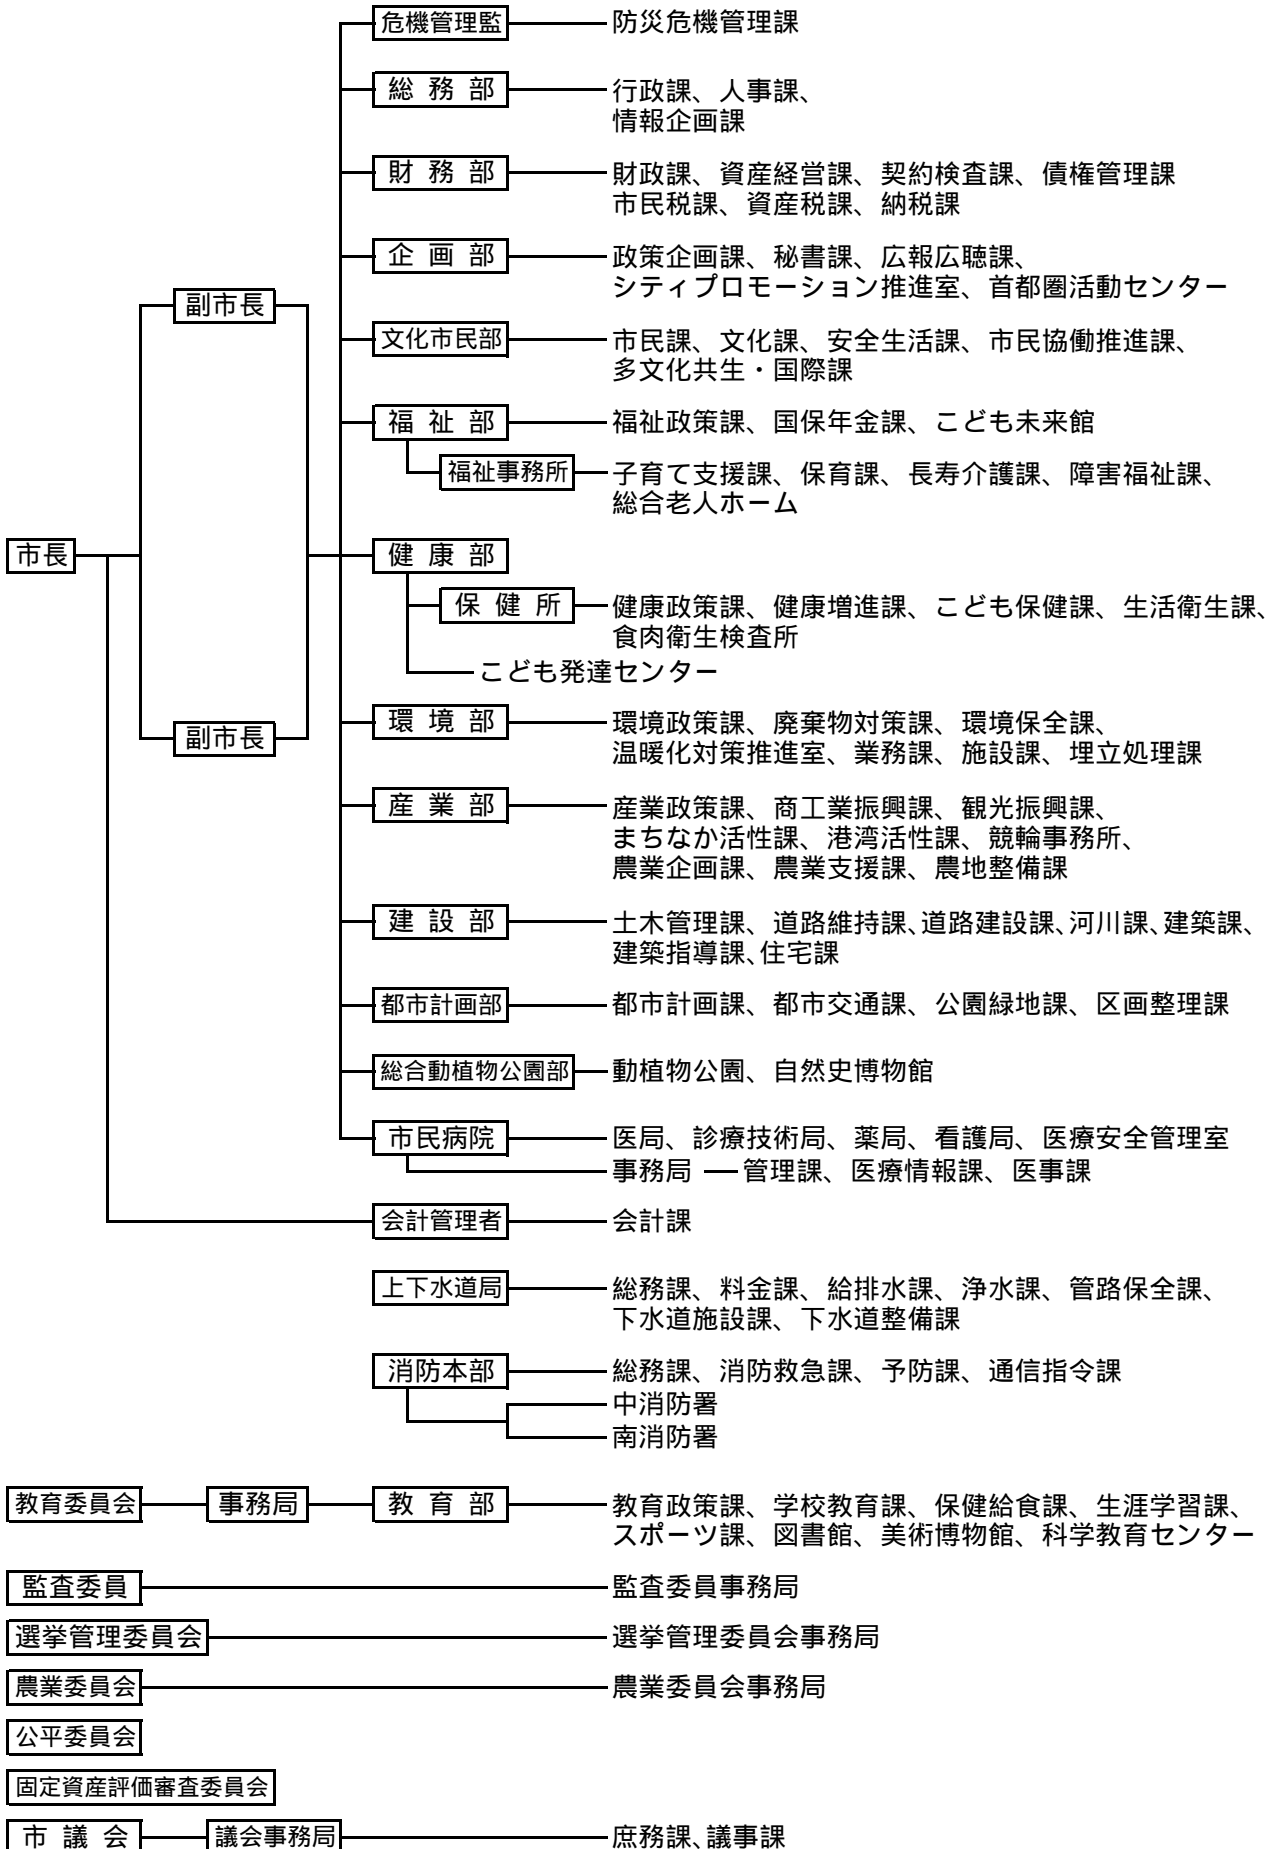 危機管理監 防災危機管理課
総務部 行政課、人事課、
情報企画課
財務部 財政課、資産経営課、契約検査課、債権管理課
市民税課、資産税課、納税課
企画部 政策企画課、秘書課、広報広聴課、
シティプロモーション推進室、首都圏活動センター
副市長
文化市民部 市民課、文化課、安全生活課、市民協働推進課、
多文化共生・国際課
福祉部 福祉政策課、国保年金課、こども未来館
福祉事務所 子育て支援課、保育課、長寿介護課、障害福祉課、
総合老人ホーム
市長 健康部
保健所 健康政策課、健康増進課、こども保健課、生活衛生課、
食肉衛生検査所
こども発達センター
副市長
環境部 環境政策課、廃棄物対策課、環境保全課、
温暖化対策推進室、業務課、施設課、埋立処理課
産業部 産業政策課、商工業振興課、観光振興課、
まちなか活性課、港湾活性課、競輪事務所、
農業企画課、農業支援課、農地整備課
建設部 土木管理課、道路維持課、道路建設課、河川課、建築課、
建築指導課、住宅課
都市計画部 都市計画課、都市交通課、公園緑地課、区画整理課
総合動植物公園部 動植物公園、自然史博物館
市民病院 医局、診療技術局、薬局、看護局、医療安全管理室
事務局 管理課、医療情報課、医事課
会計管理者 会計課
上下水道局 総務課、料金課、給排水課、浄水課、管路保全課、
下水道施設課、下水道整備課
消防本部 総務課、消防救急課、予防課、通信指令課
中消防署
南消防署
教育委員会 事務局 教育部 教育政策課、学校教育課、保健給食課、生涯学習課、
スポーツ課、図書館、美術博物館、科学教育センター
監査委員 監査委員事務局
選挙管理委員会 選挙管理委員会事務局
農業委員会 農業委員会事務局
公平委員会
固定資産評価審査委員会
市議会 議会事務局 庶務課、議事課